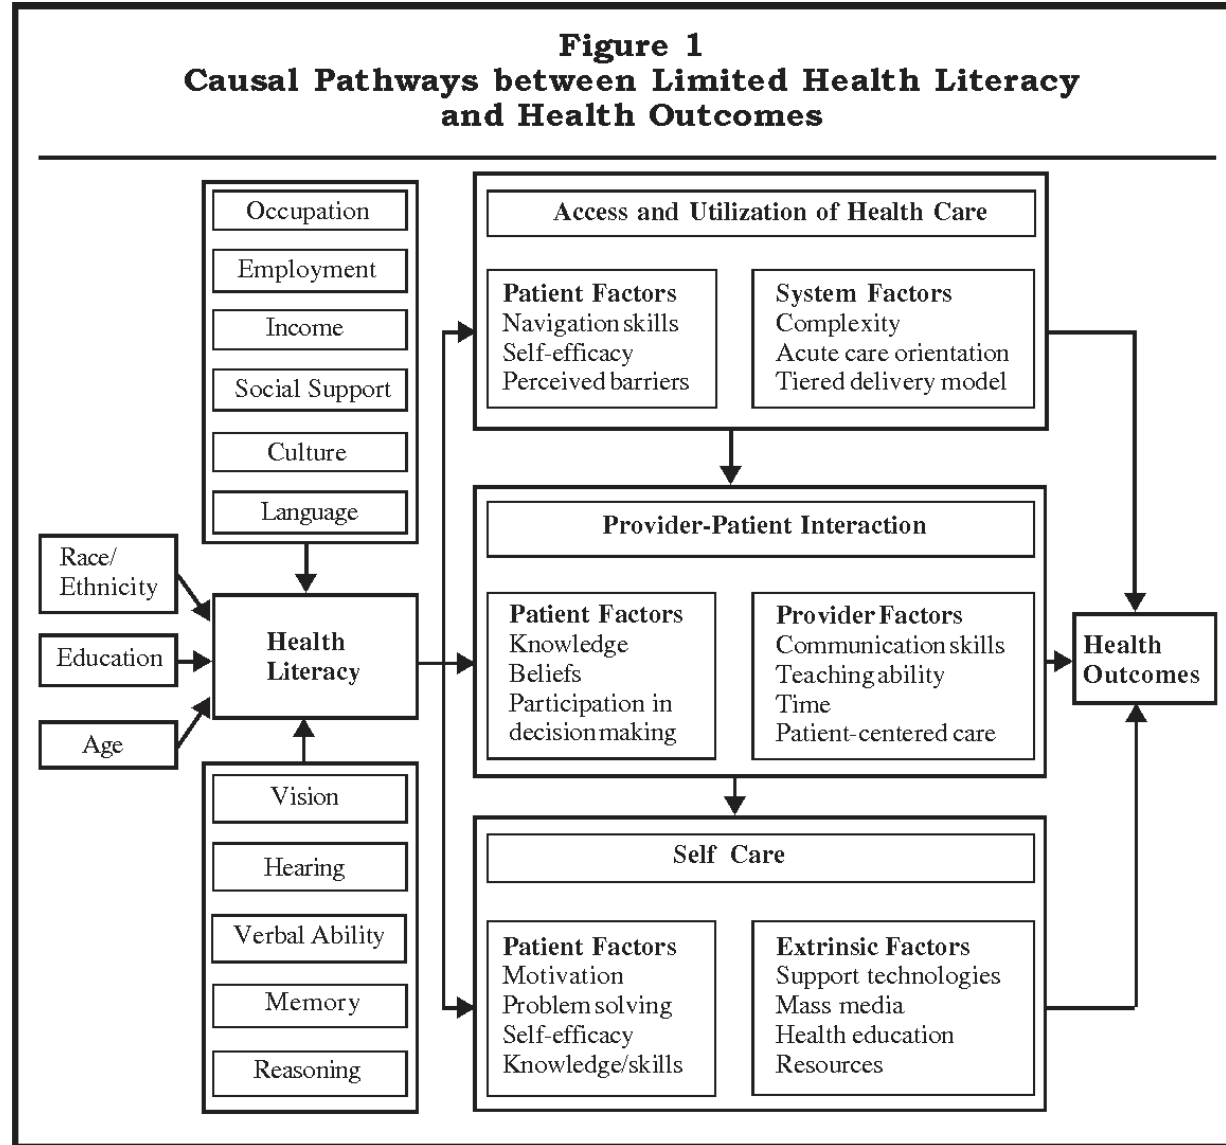 Figure 1
Causal Pathways between Limited Health Literacy
and Health Outcomes
Occupation
Employment
Income
Social Support
Culture
Language
Race/
Ethnicity
Education
Age
Health
Literacy
Vision
Hearing
Verbal Ability
Memory
Reasoning
Access and Utilization of Health Care
Patient Factors
Navigation skills
Self-efficacy
Perceived barriers
System Factors
Complexity
Acute care orientation
Tiered delivery model
Provider-Patient Interaction
Patient Factors
Knowledge
Beliefs
Participation in
decision making
Provider Factors
Communication skills
Teaching ability
Time
Patient-centered care
Self Care
Patient Factors
Motivation
Problem solving
Self-efficacy
Knowledge/skills
Extrinsic Factors
Support technologies
Mass media
Health education
Resources
Health
Outcomes